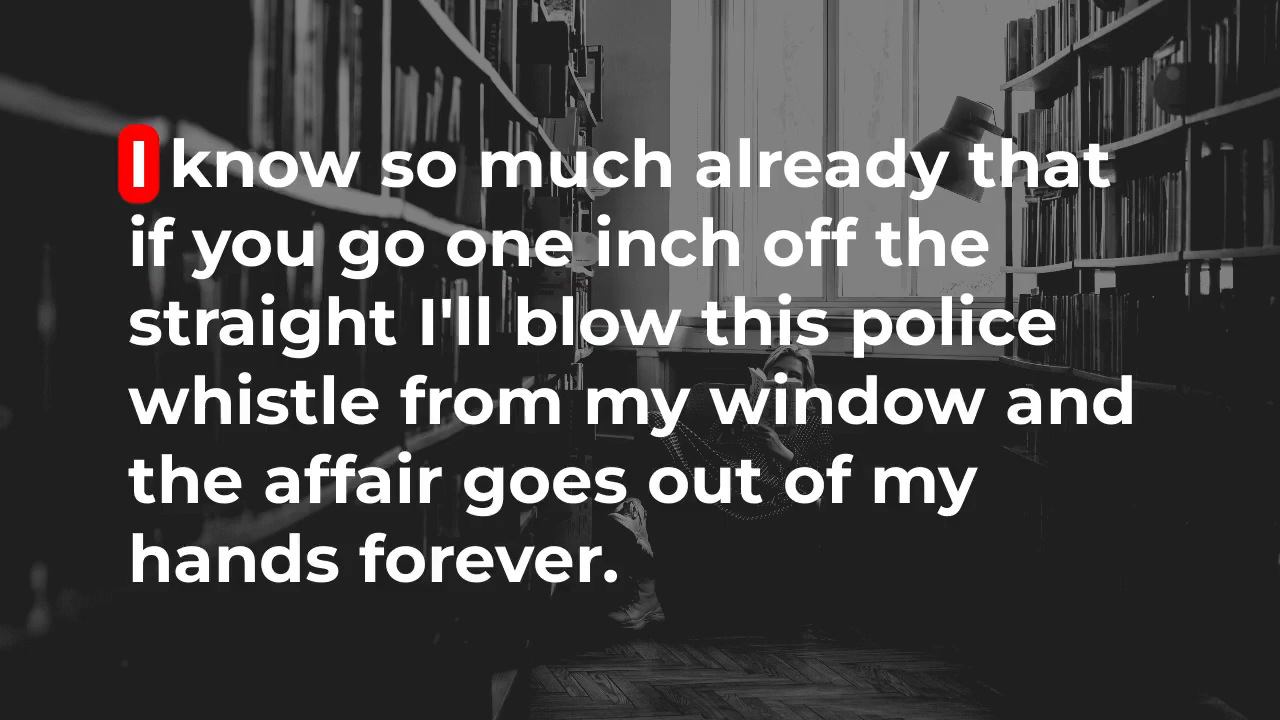 I know so much already that
if you go one inch off the
straight I'll blow this police
whistle from my window and
the affair goes out of my
hands forever.